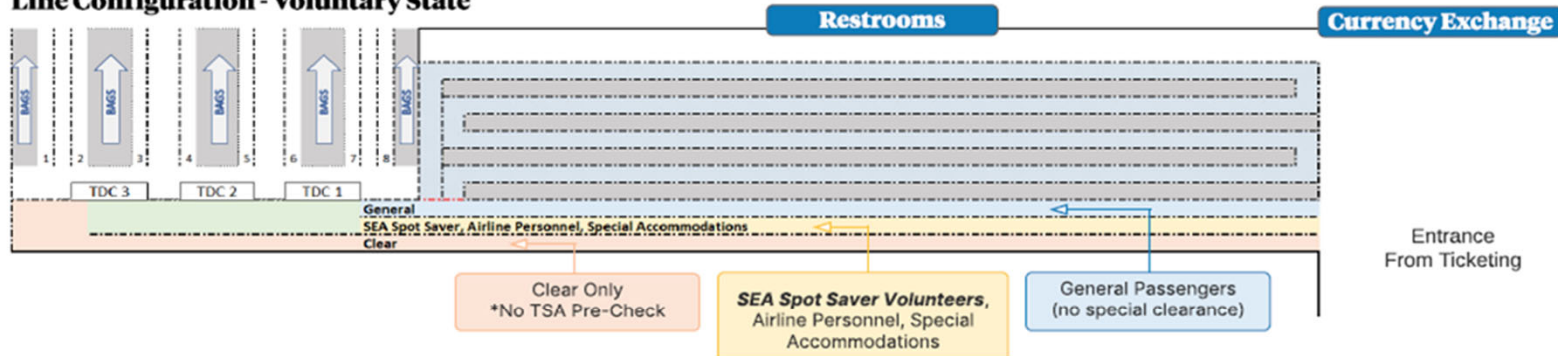 Line Configuration - Voluntary State
Restrooms
Currency Exchange
BAGS
BAGS
BAGS
BAGS
BAGS
1
2
3
4
5
6
7
8
TDC 3
TDC 2
TDC 1
General
SEA Spot Saver, Airline Personnel, Special Accommodations
Clear
Entrance
From Ticketing
Clear Only
*No TSA Pre-Check
SEA Spot Saver Volunteers,
Airline Personnel, Special
Accommodations
General Passengers
(no special clearance)